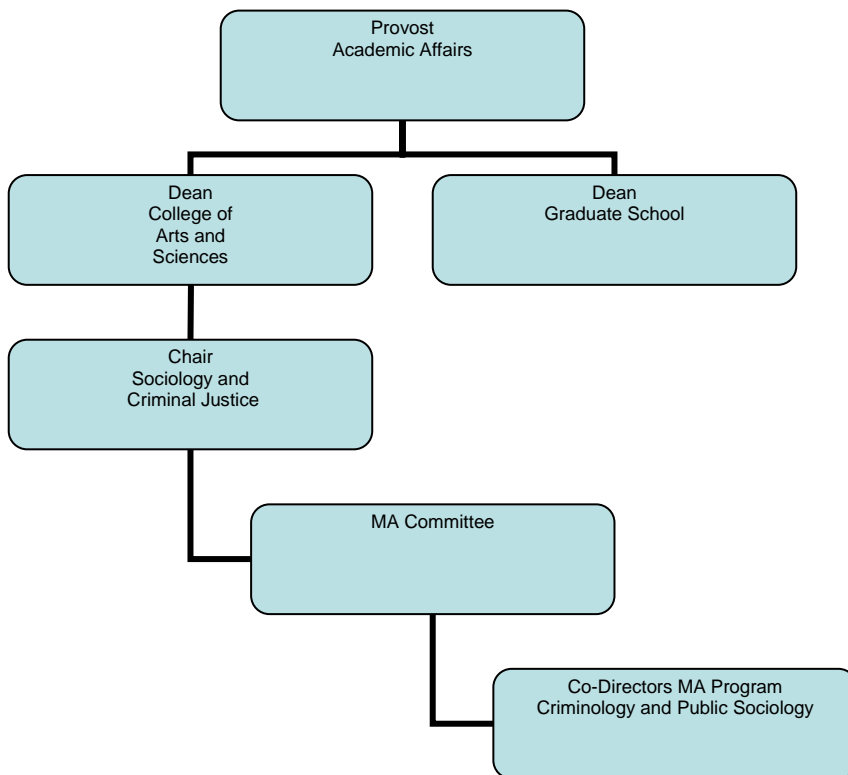 Provost
Academic Affairs
Dean
College of
Arts and
Sciences
Dean
Graduate School
Chair
Sociology and
Criminal Justice
MA Committee
Co-Directors MA Program
Criminology and Public Sociology